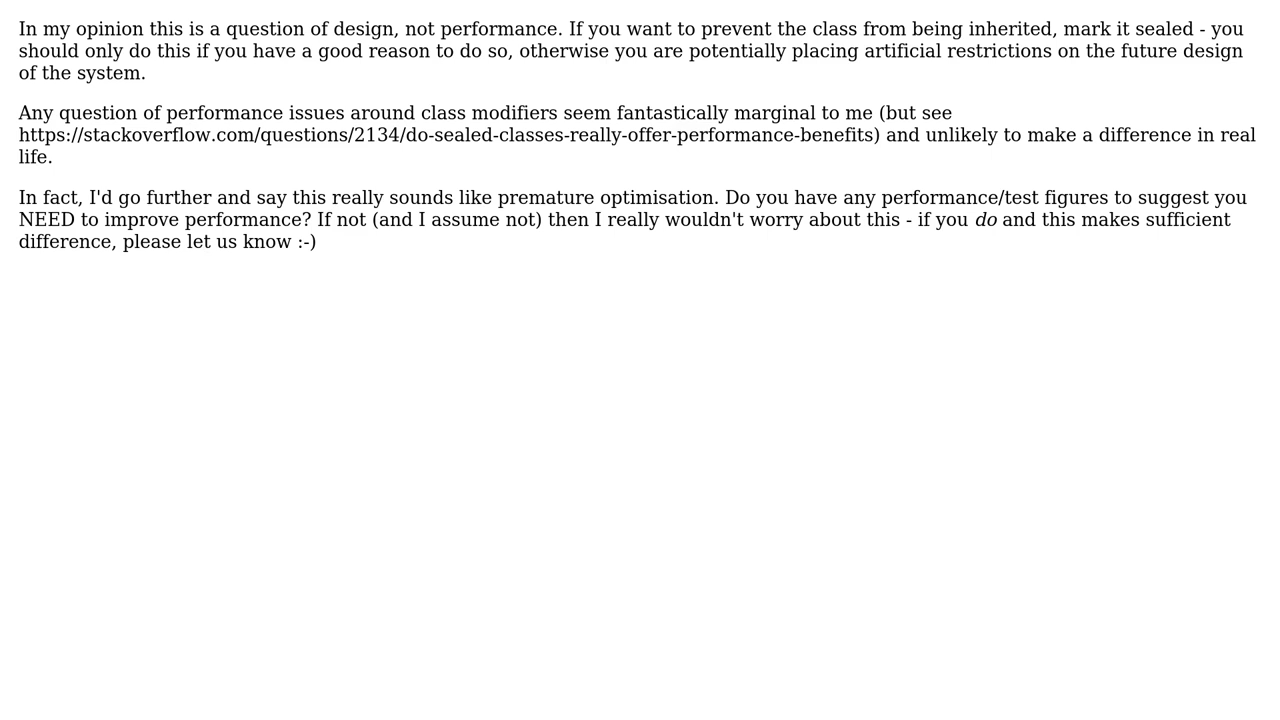 In my opinion this is a question of design, not performance. If you want to prevent the class from being inherited, mark it sealed - you
should only do this if you have a good reason to do so, otherwise you are potentially placing artificial restrictions on the future design
of the system.
Any question of performance issues around class modifiers seem fantastically marginal to me (but see
https://stackoverflow.com/questions/2134/do-sealed-classes-really-offer-performance-benefits) and unlikely to make a difference in real
life.
In fact, I'd go further and say this really sounds like premature optimisation. Do you have any performance/test figures to suggest you
NEED to improve performance? If not (and I assume not) then I really wouldn't worry about this - if you do and this makes sufficient
difference, please let us know :-)